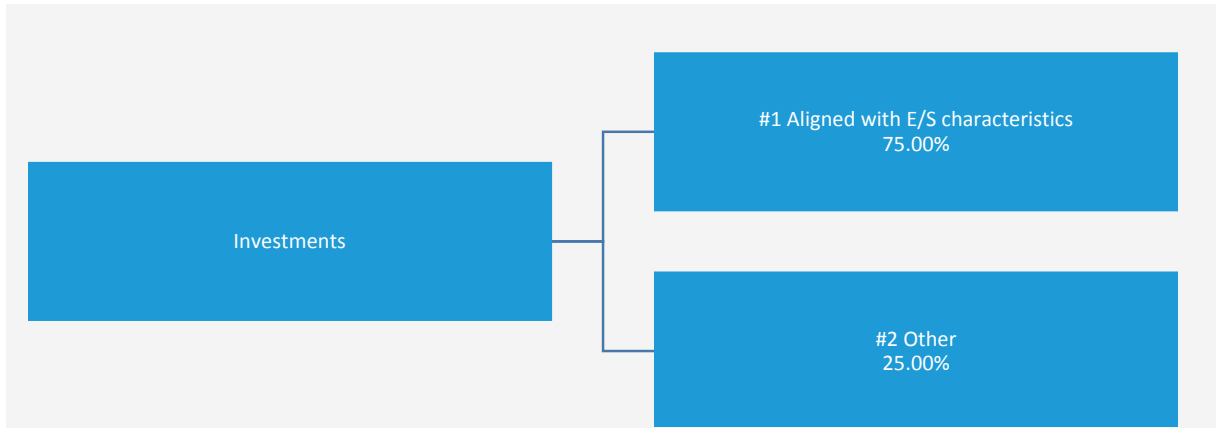 #1 Aligned with E/S characteristics
75.00%
Investments
#2 Other
25.00%